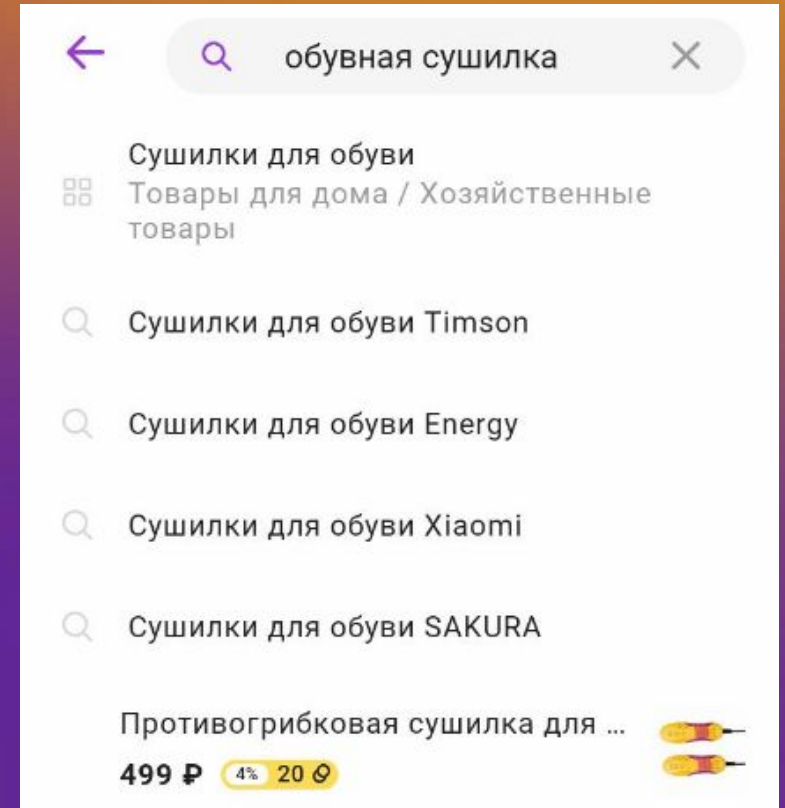 обувная сушилка
Сушилки для обуви
Товары для дома / Хозяйственные
товары
Сушилки для обуви Timson
Сушилки для обуви Energy
Сушилки для обуви Xiaomi
Сушилки для обуви SAKURA
Противогрибковая сушилка для ...
499 ₽ 4% 20